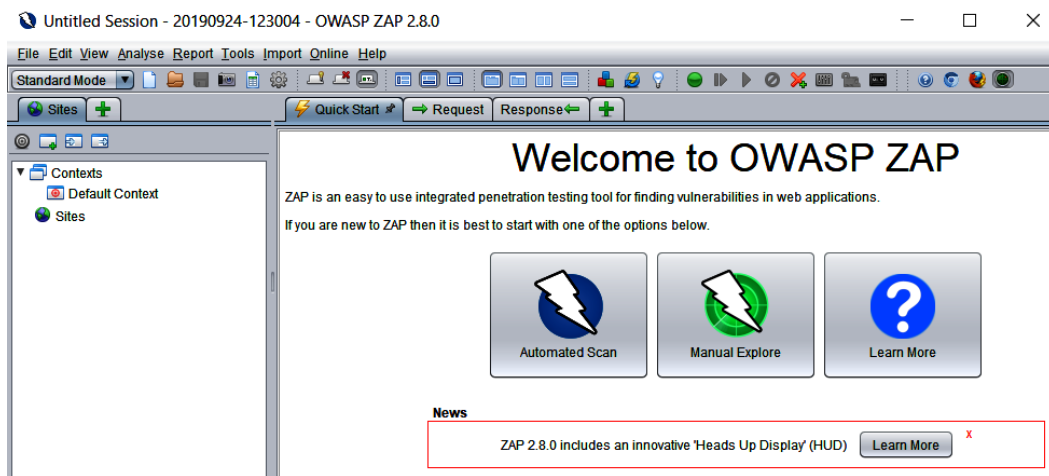 Untitled Session - 20190924-123004 - OWASP ZAP 2.8.0
File Edit View Analyse Report Tools Import Online Help
Standard Mode
Sites
Quick Start
Request
Response
Welcome to OWASP ZAP
Contexts
Default Context
Sites
ZAP is an easy to use integrated penetration testing tool for finding vulnerabilities in web applications.
If you are new to ZAP then it is best to start with one of the options below.
Automated Scan
Manual Explore
Learn More
News
ZAP 2.8.0 includes an innovative 'Heads Up Display' (HUD)
Learn More
X